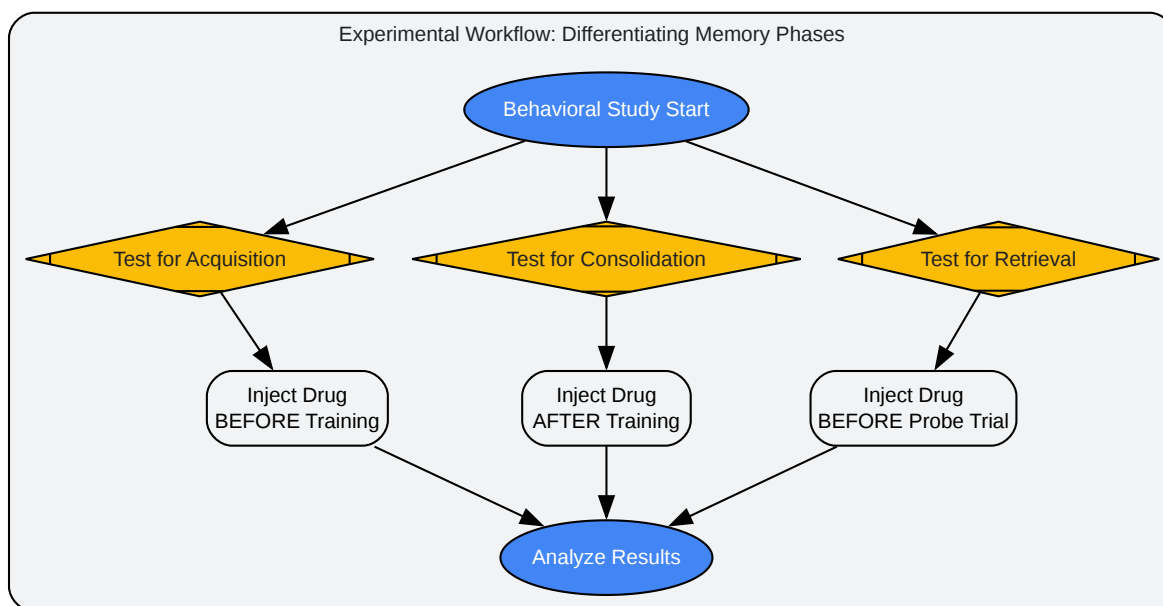 Experimental Workflow: Differentiating Memory Phases
Behavioral Study Start
Test for Acquisition
Test for Consolidation
Test for Retrieval
Inject Drug
BEFORE Training
Inject Drug
AFTER Training
Inject Drug
BEFORE Probe Trial
Analyze Results